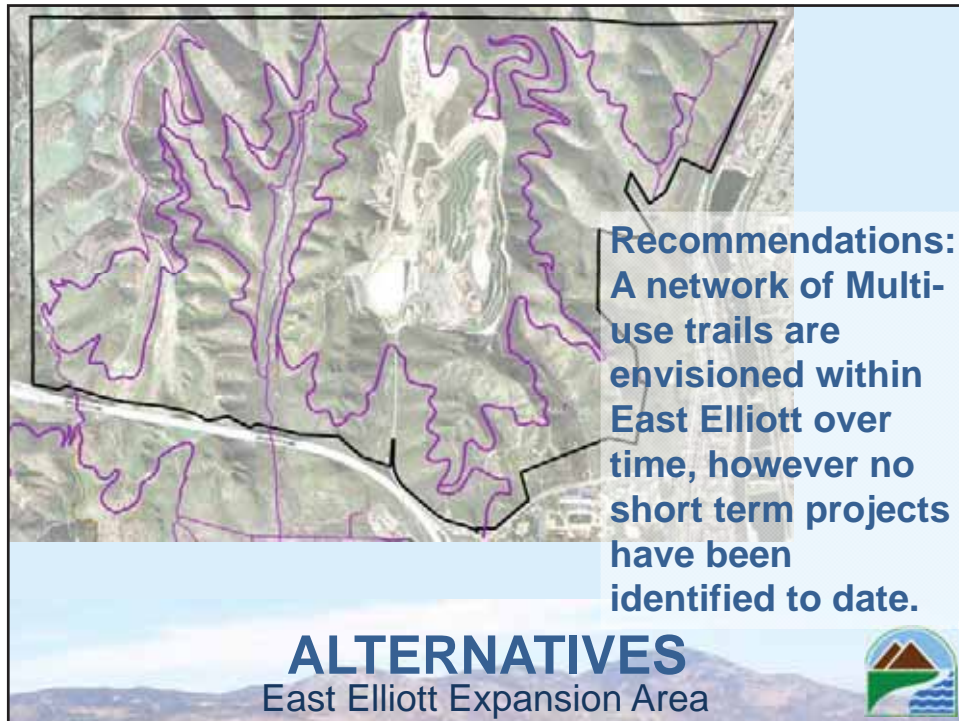 Recommendations:
A network of Multi-
use trails are
envisioned within
East Elliott over
time, however no
short term projects
have been
identified to date.
ALTERNATIVES
East Elliott Expansion Area